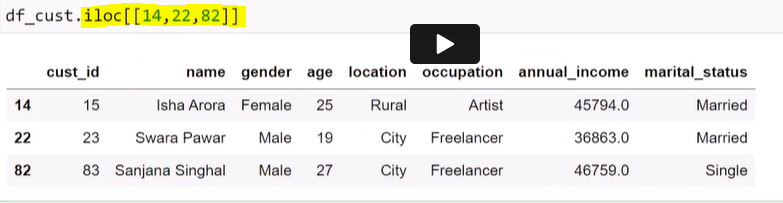 df_cust.iloc[[14,22,82]]
cust_id name gender age location occupation annual_income marital_status
14 15 Isha Arora Female 25 Rural Artist 45794.0 Married
22 23 Swara Pawar Male 19 City Freelancer 36863.0 Married
82 83 Sanjana Singhal Male 27 City Freelancer 46759.0 Single